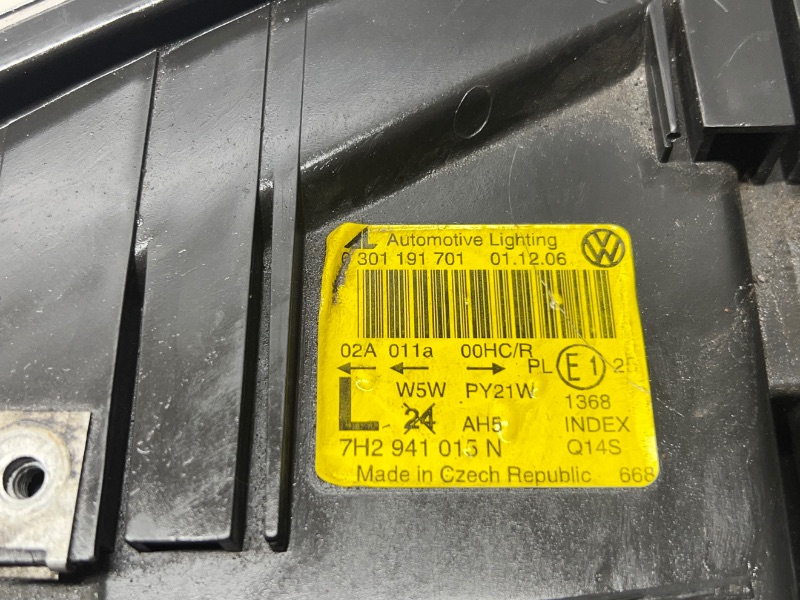 AL Automotive Lighting
0 301 191 701 01.12.06
02A 011a 00HC/R
PL E1
W5W PY21W
1368
L 24 AH5 INDEX
7H2 941 015 N Q14S
Made in Czech Republic 668